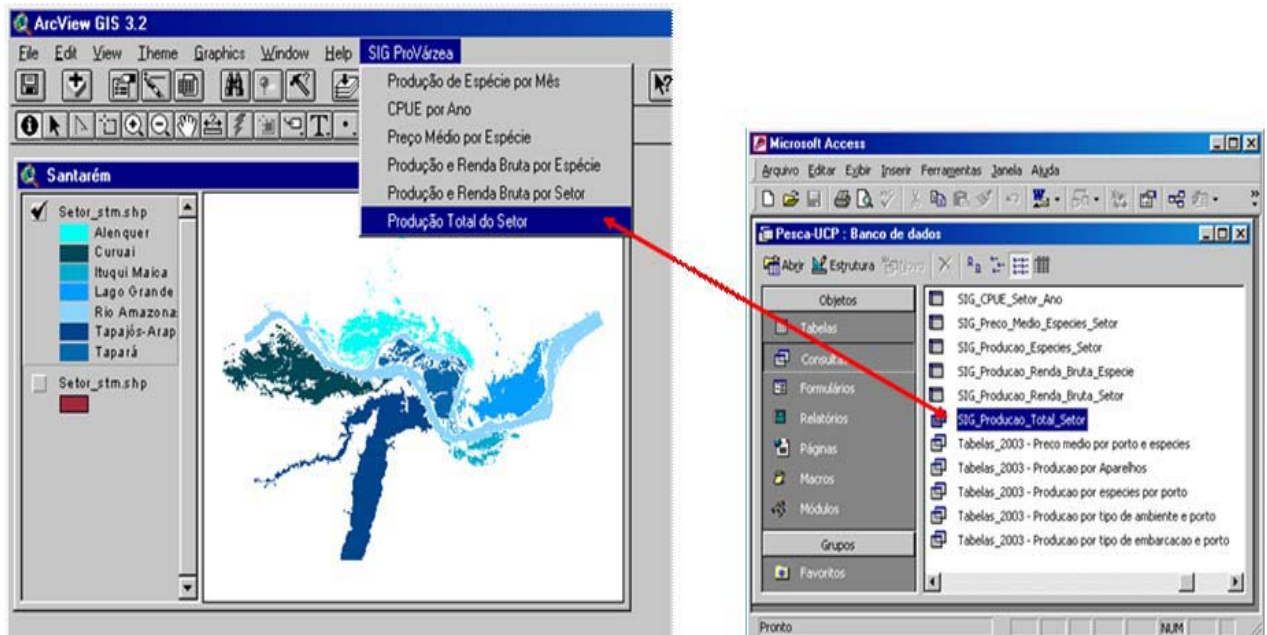 ArcView GIS 3.2
File Edit View Theme Graphics Window Help SIG ProVárzea
Produção de Espécie por Mês
CPUE por Ano
Preço Médio por Espécie
Produção e Renda Bruta por Espécie
Produção e Renda Bruta por Setor
Produção Total do Setor
Santarém
Setor_stm.shp
Alenquer
Curuai
Ituqui Maica
Lago Grande
Rio Amazona
Tapajós-Arap
Tapará
Setor_stm.shp
Microsoft Access
Arquivo Editar Exibir Inserir Ferramentas Janela Ajuda
Pesca-UCP : Banco de dados
Abrir Estrutura Novo
Objetos
Tabelas
Consultas
Formulários
Relatórios
Páginas
Macros
Módulos
Grupos
Favoritos
SIG_CPUE_Setor_Ano
SIG_Preco_Medio_Especies_Setor
SIG_Producao_Especies_Setor
SIG_Producao_Renda_Bruta_Especie
SIG_Producao_Renda_Bruta_Setor
SIG_Producao_Total_Setor
Tabelas_2003 - Preco medio por porto e especies
Tabelas_2003 - Producao por Aparelhos
Tabelas_2003 - Producao por especies por porto
Tabelas_2003 - Producao por tipo de ambiente e porto
Tabelas_2003 - Producao por tipo de embarcacao e porto
Pronto
NUM